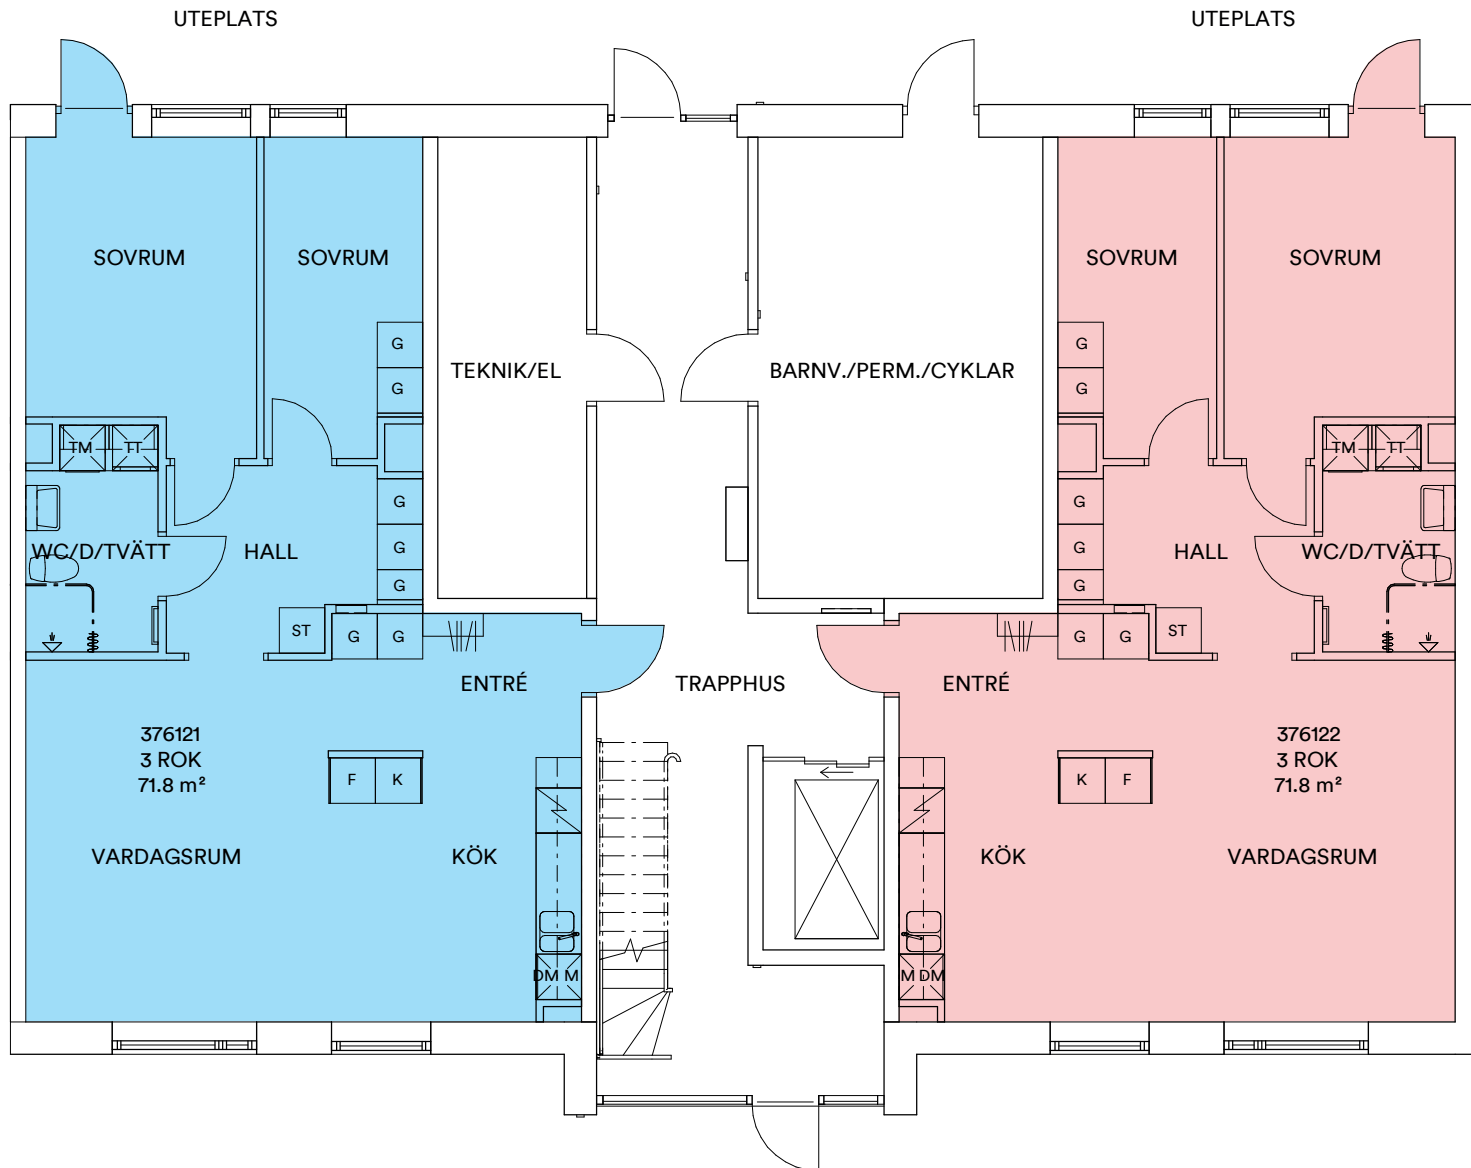 UTEPLATS
UTEPLATS
SOVRUM
SOVRUM
SOVRUM
SOVRUM
G
G
TEKNIK/EL
BARNV./PERM./CYKLAR
G
G
TM
TT
TM
TT
G
G
G
G
WC/D/TVÄTT
HALL
HALL
WC/D/TVÄTT
G
G
ST
G
G
G
G
ST
ENTRÉ
TRAPPHUS
ENTRÉ
376121
3 ROK
71.8 m²
376122
3 ROK
71.8 m²
F
K
K
F
VARDAGSRUM
KÖK
KÖK
VARDAGSRUM
DM
M
M
DM